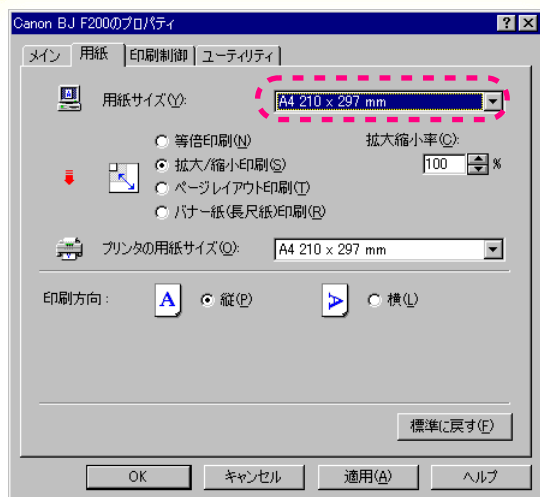 Canon BJ F200のプロパティ
メイン 用紙 印刷制御 ユーティリティ
用紙サイズ(Y): A4 210 x 297 mm
等倍印刷(N) 拡大縮小率(C):
拡大/縮小印刷(S) 100 %
ページレイアウト印刷(T)
バナー紙(長尺紙)印刷(R)
プリンタの用紙サイズ(O): A4 210 x 297 mm
印刷方向: A 縦(P) A 横(L)
標準に戻す(F)
OK キャンセル 適用(A) ヘルプ